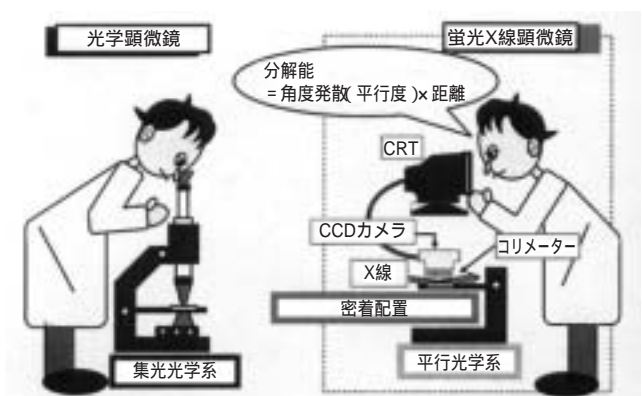 光学顕微鏡
蛍光X線顕微鏡
分解能
=角度発散(平行度)×距離
CRT
CCDカメラ
コリメーター
X線
密着配置
集光光学系
平行光学系